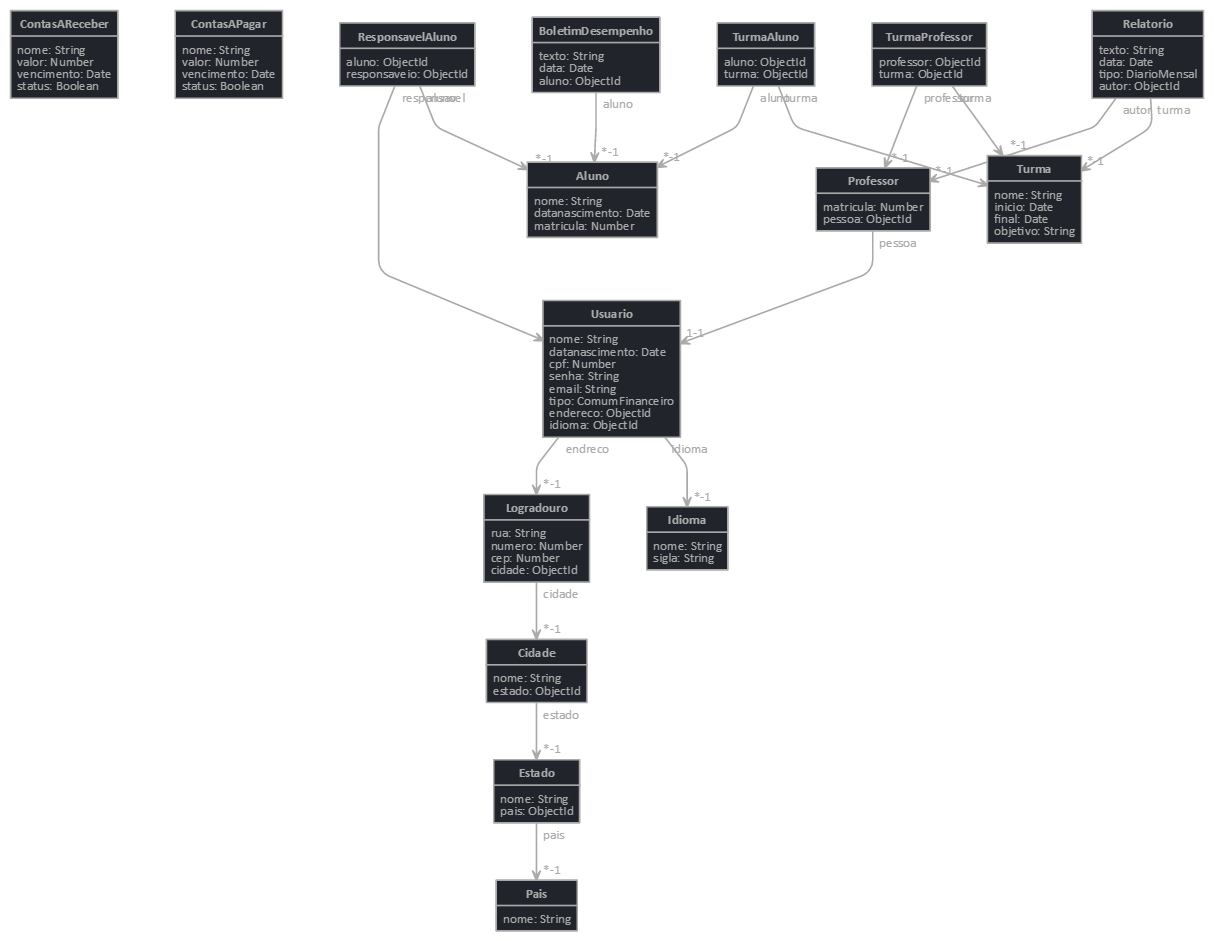 ContasAReceber
nome: String
valor: Number
vencimento: Date
status: Boolean
ContasAPagar
nome: String
valor: Number
vencimento: Date
status: Boolean
ResponsavelAluno
aluno: ObjectId
responsaveio: ObjectId
BoletimDesempenho
texto: String
data: Date
aluno: ObjectId
TurmaAluno
aluno: ObjectId
turma: ObjectId
TurmaProfessor
professor: ObjectId
turma: ObjectId
Relatorio
texto: String
data: Date
tipo: DiarioMensal
autor: ObjectId
responsavel
aluno
aluno
aluno
turma
professor
turma
autor
turma
*-1
*-1
*-1
*-1
*-1
*-1
*-1
Aluno
nome: String
datanascimento: Date
matricula: Number
Professor
matricula: Number
pessoa: ObjectId
Turma
nome: String
inicio: Date
final: Date
objetivo: String
pessoa
1-1
Usuario
nome: String
datanascimento: Date
cpf: Number
senha: String
email: String
tipo: ComumFinanceiro
endereco: ObjectId
idioma: ObjectId
endreco
idioma
*-1
*-1
Logradouro
rua: String
numero: Number
cep: Number
cidade: ObjectId
Idioma
nome: String
sigla: String
cidade
*-1
Cidade
nome: String
estado: ObjectId
estado
*-1
Estado
nome: String
pais: ObjectId
pais
*-1
Pais
nome: String